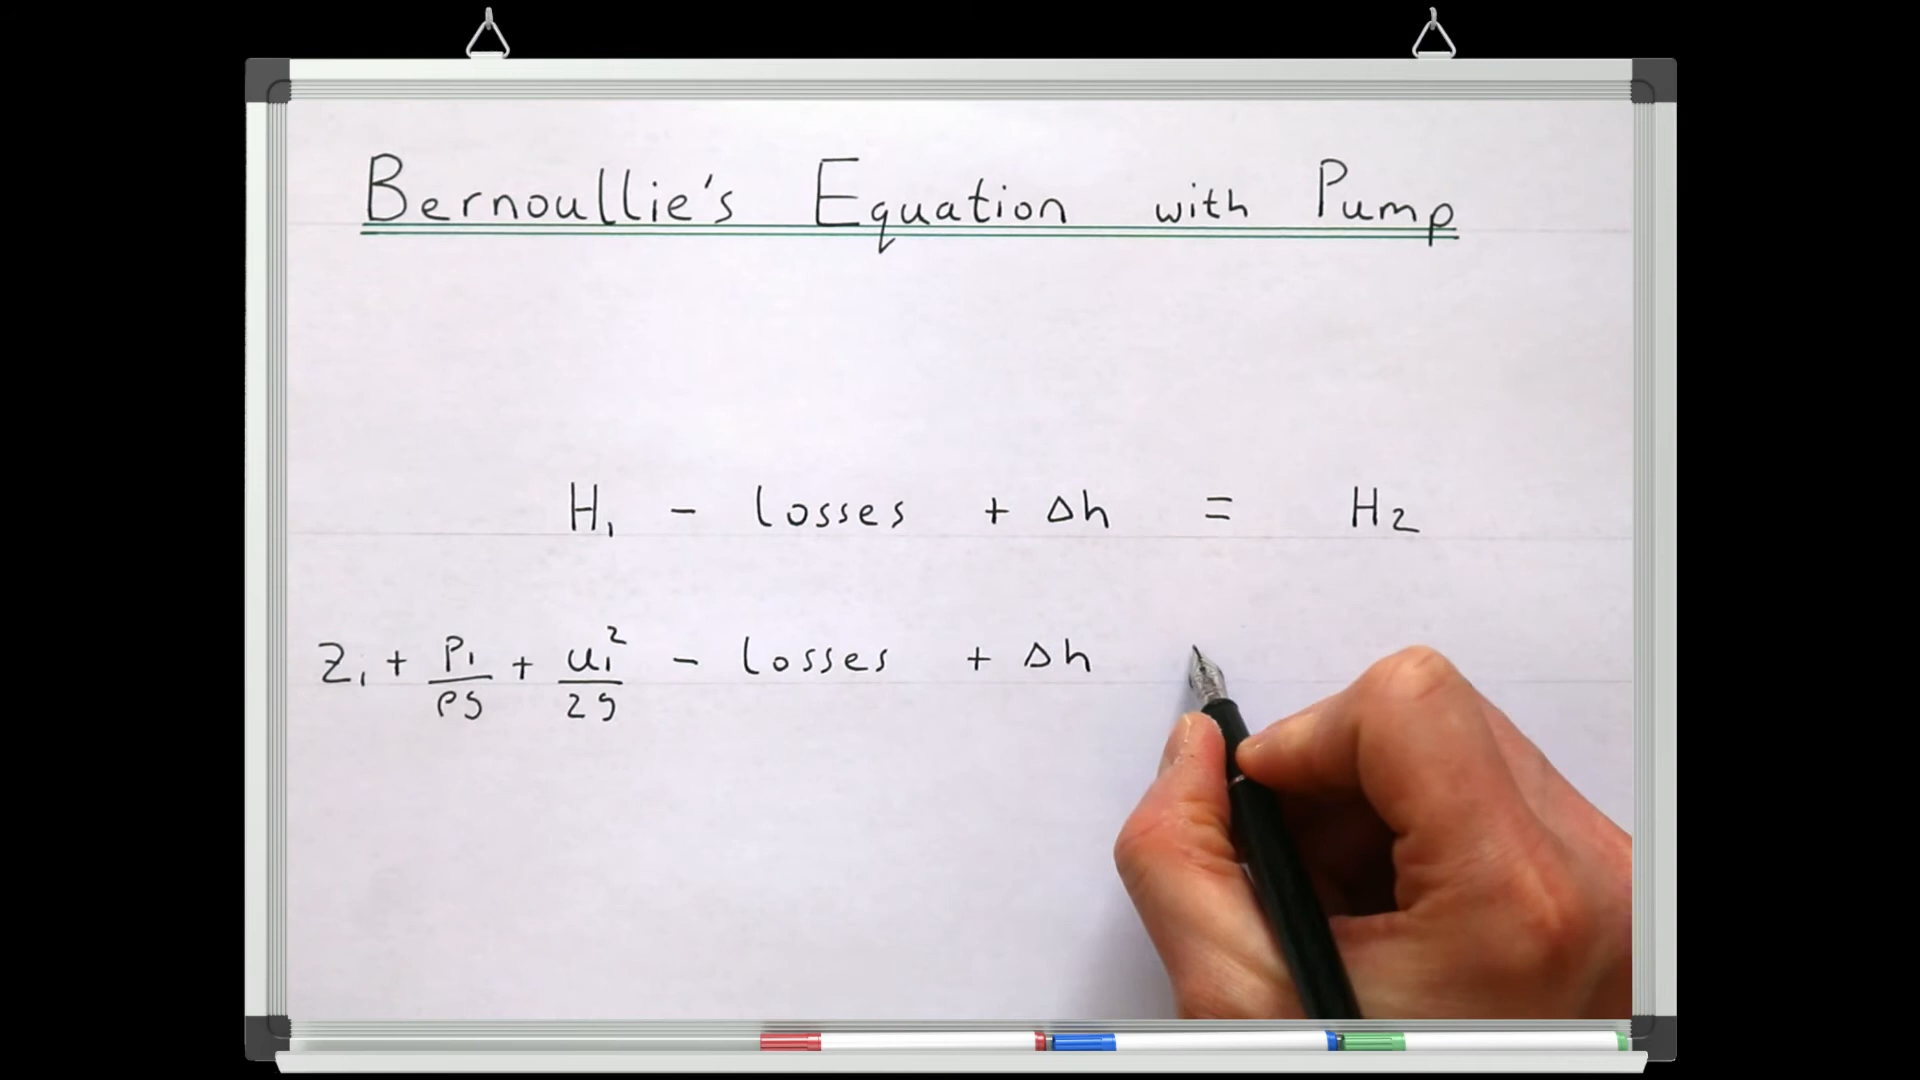 Bernoullie's Equation with Pump
H₁ - losses + Δh = H₂
z₁ + p₁/ρg + u₁²/2g - losses + Δh